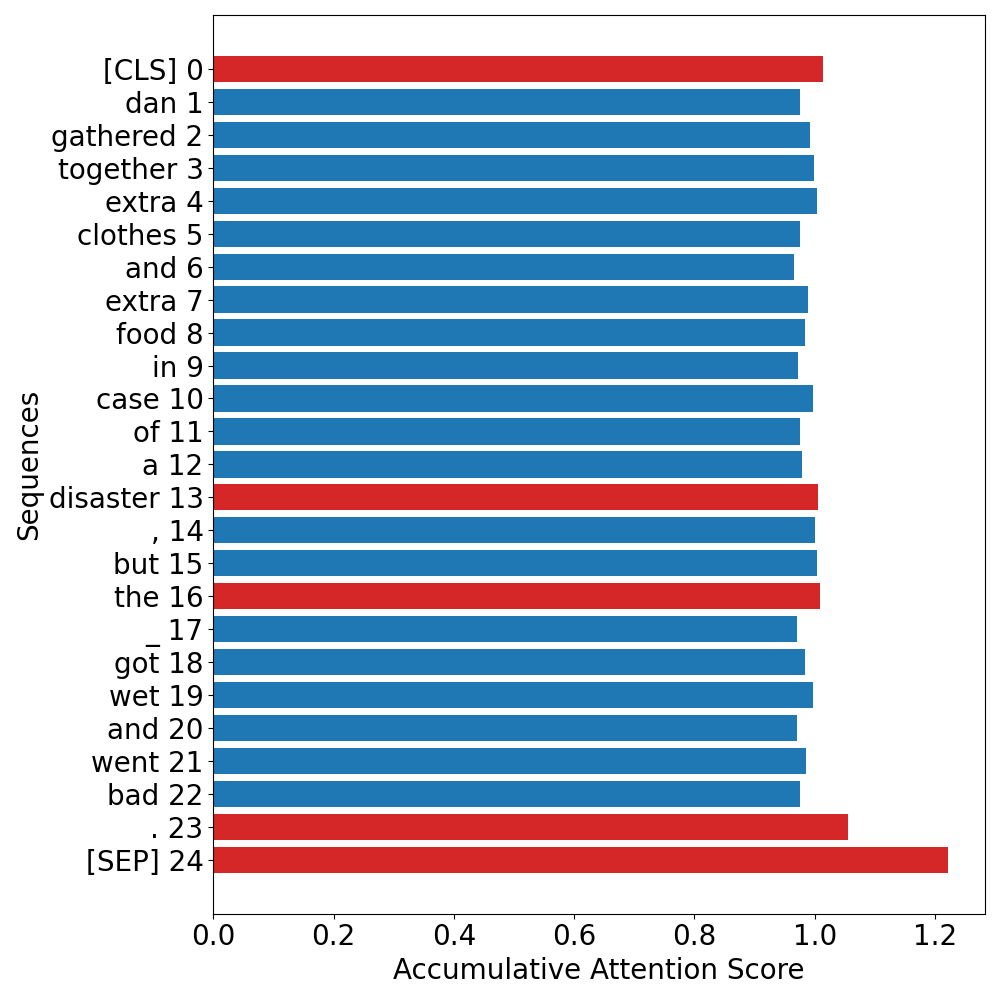 [CLS] 0
dan 1
gathered 2
together 3
extra 4
clothes 5
and 6
extra 7
food 8
in 9
case 10
of 11
a 12
disaster 13
, 14
but 15
the 16
_ 17
got 18
wet 19
and 20
went 21
bad 22
. 23
[SEP] 24
Sequences
0.0 0.2 0.4 0.6 0.8 1.0 1.2
Accumulative Attention Score